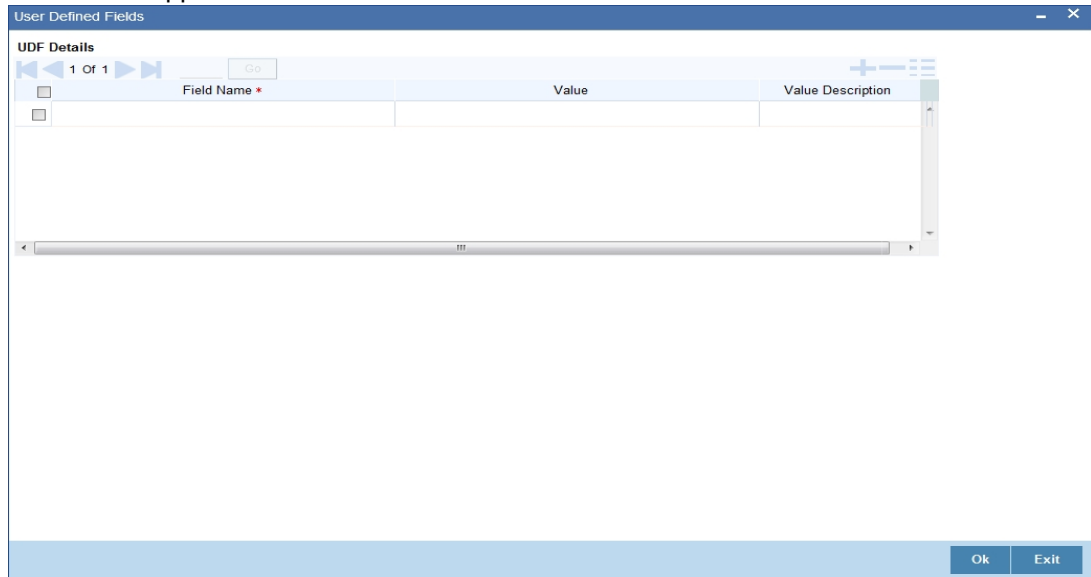 User Defined Fields
UDF Details
1 Of 1 Go
Field Name * Value Value Description
Ok Exit